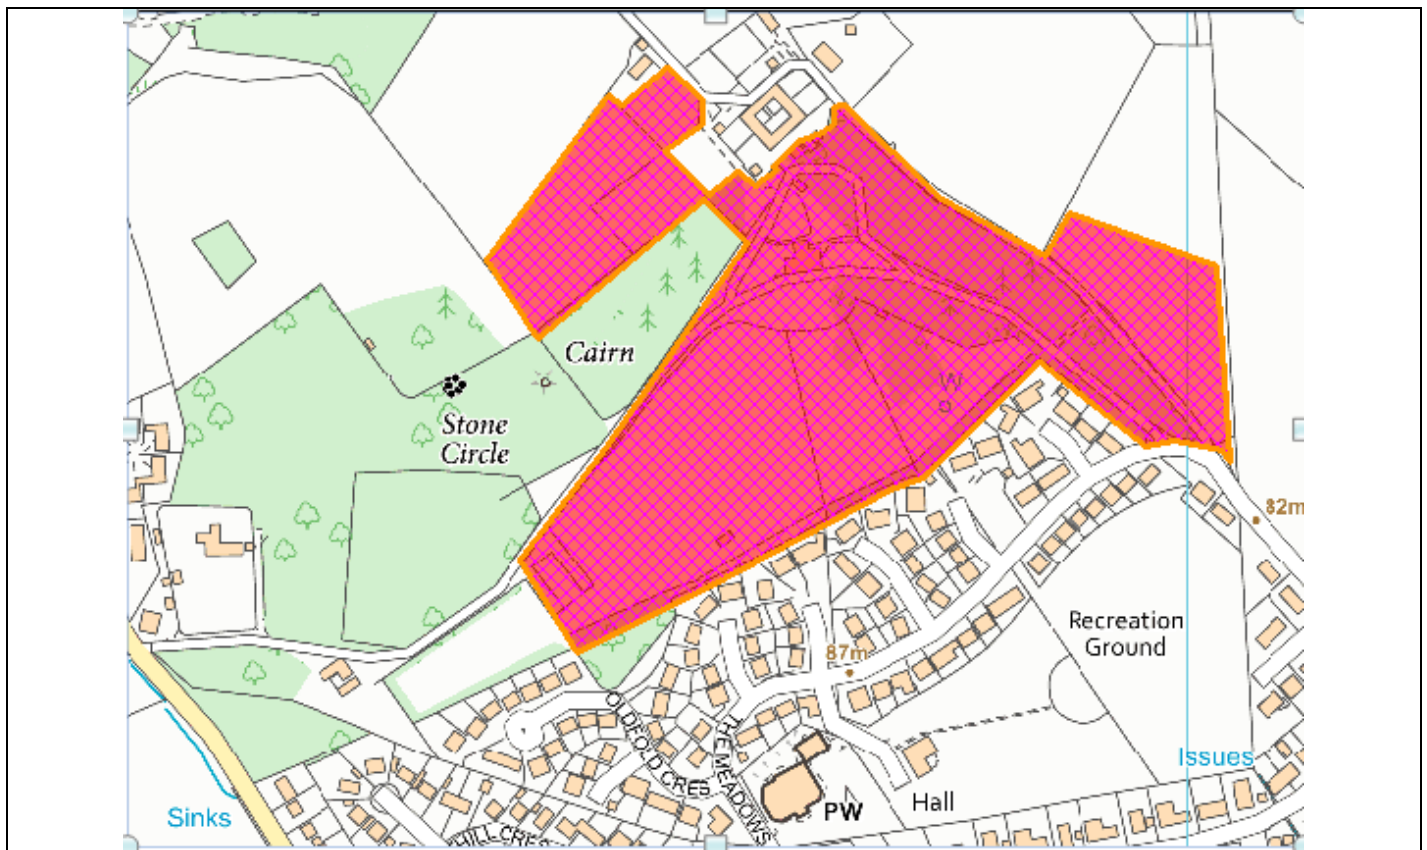 Cairn
Stone
Circle
W
82m
Recreation
Ground
87m
OLDFOLD CRES
THE MEADOWS
Issues
Sinks
Hall
PW
HILL CRES